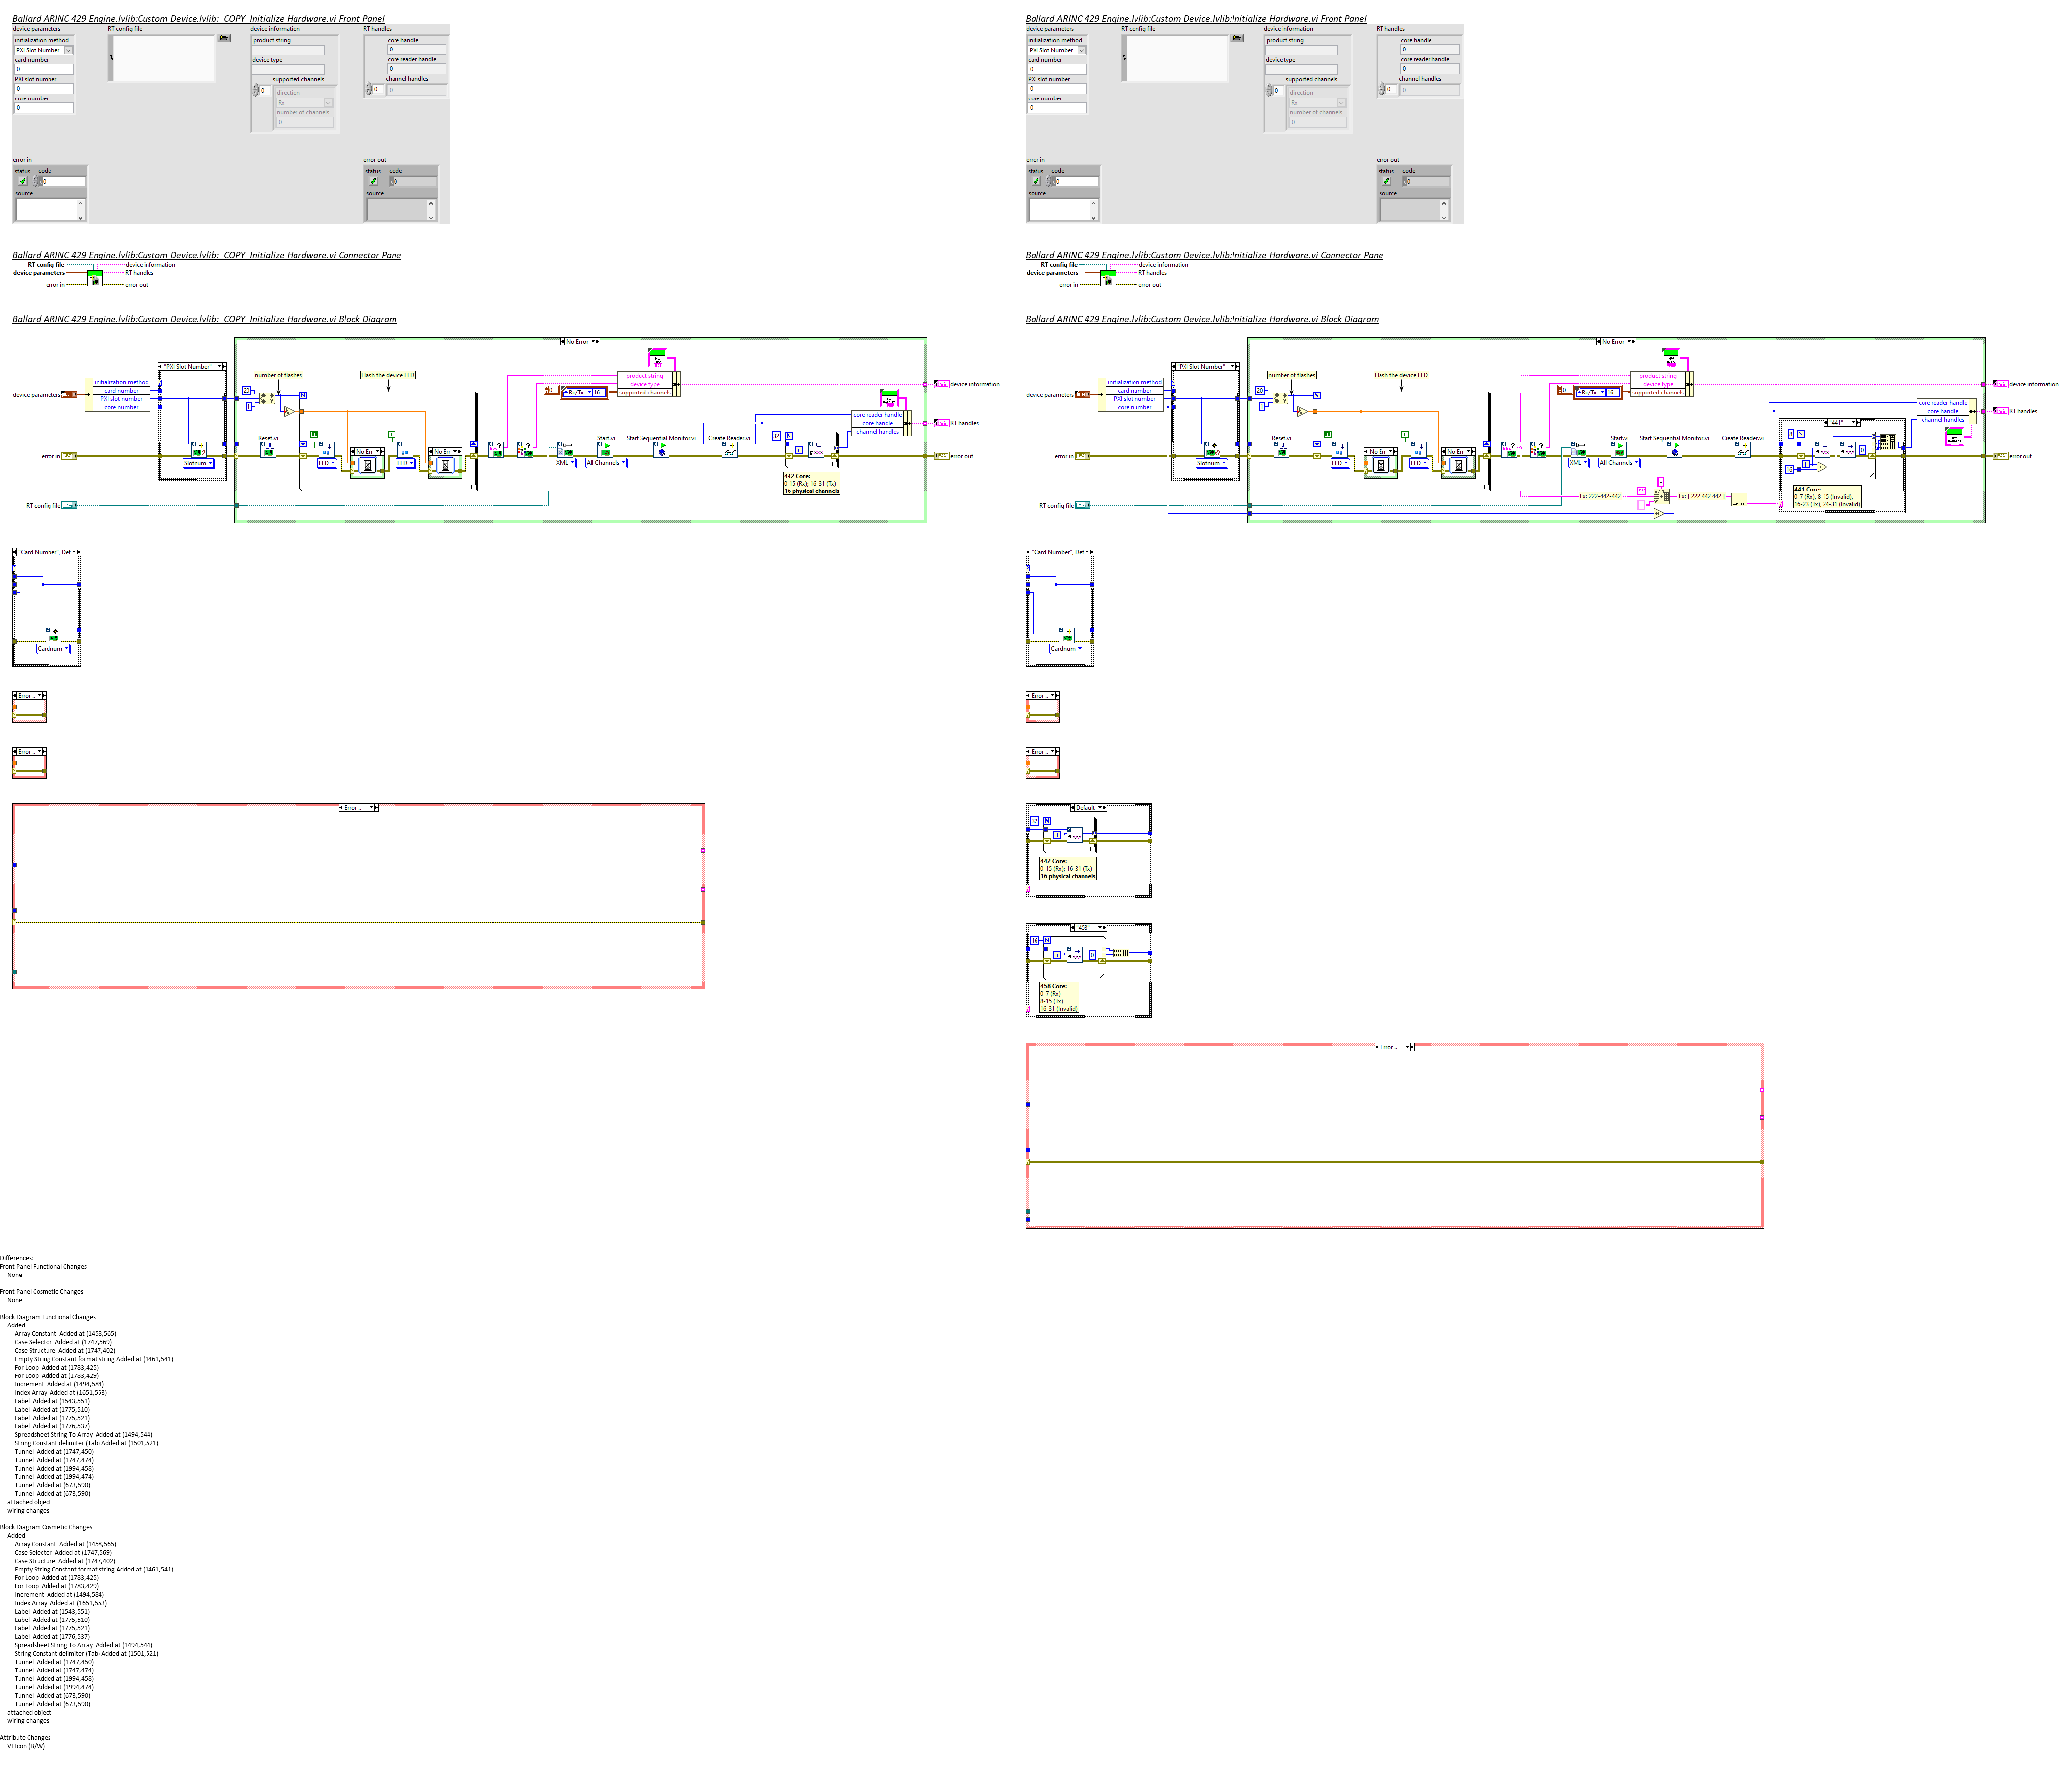 Ballard ARINC 429 Engine.lvlib:Custom Device.lvlib:_COPY_Initialize Hardware.vi Front Panel
device parameters
initialization method
PXI Slot Number
card number
0
PXI slot number
0
core number
0
RT config file
device information
product string
device type
supported channels
0
direction
Rx
number of channels
0
RT handles
core handle
0
core reader handle
0
channel handles
0
0
error in
status
code
0
source
error out
status
code
0
source
Ballard ARINC 429 Engine.lvlib:Custom Device.lvlib:_COPY_Initialize Hardware.vi Connector Pane
RT config file
device information
device parameters
RT handles
error in
error out
Ballard ARINC 429 Engine.lvlib:Custom Device.lvlib:_COPY_Initialize Hardware.vi Block Diagram
No Error
"PXI Slot Number"
device parameters
initialization method
card number
PXI slot number
core number
error in
RT config file
Slotnum
number of flashes
Flash the device LED
20
1
N
Reset.vi
LED
No Err
LED
No Err
product string
device type
supported channels
0
Rx/Tx
16
XML
Start.vi
All Channels
Start Sequential Monitor.vi
Create Reader.vi
32
N
i
442 Core:
0-15 (Rx); 16-31 (Tx)
16 physical channels
core reader handle
core handle
channel handles
device information
RT handles
error out
"Card Number", Def
Cardnum
Error ..
Error ..
Error ..
Ballard ARINC 429 Engine.lvlib:Custom Device.lvlib:Initialize Hardware.vi Front Panel
device parameters
initialization method
PXI Slot Number
card number
0
PXI slot number
0
core number
0
RT config file
device information
product string
device type
supported channels
0
direction
Rx
number of channels
0
RT handles
core handle
0
core reader handle
0
channel handles
0
0
error in
status
code
0
source
error out
status
code
0
source
Ballard ARINC 429 Engine.lvlib:Custom Device.lvlib:Initialize Hardware.vi Connector Pane
RT config file
device information
device parameters
RT handles
error in
error out
Ballard ARINC 429 Engine.lvlib:Custom Device.lvlib:Initialize Hardware.vi Block Diagram
No Error
"PXI Slot Number"
device parameters
initialization method
card number
PXI slot number
core number
error in
RT config file
Slotnum
number of flashes
Flash the device LED
20
1
N
Reset.vi
LED
No Err
LED
No Err
product string
device type
supported channels
0
Rx/Tx
16
XML
Start.vi
All Channels
Start Sequential Monitor.vi
Create Reader.vi
Ex: 222-442-442
Ex: [ 222 442 442 ]
"441"
8
N
i
16
441 Core:
0-7 (Rx), 8-15 (Invalid),
16-23 (Tx); 24-31 (Invalid)
core reader handle
core handle
channel handles
device information
RT handles
error out
"Card Number", Def
Cardnum
Error ..
Error ..
Default
32
N
i
442 Core:
0-15 (Rx); 16-31 (Tx)
16 physical channels
"458"
16
N
i
0
458 Core:
0-7 (Rx)
8-15 (Tx)
16-31 (Invalid)
Error ..
Differences:
Front Panel Functional Changes
None
Front Panel Cosmetic Changes
None
Block Diagram Functional Changes
Added
Array Constant Added at (1458,565)
Case Selector Added at (1747,569)
Case Structure Added at (1747,402)
Empty String Constant format string Added at (1461,541)
For Loop Added at (1783,425)
For Loop Added at (1783,429)
Increment Added at (1494,584)
Index Array Added at (1651,553)
Label Added at (1543,551)
Label Added at (1775,510)
Label Added at (1775,521)
Label Added at (1776,537)
Spreadsheet String To Array Added at (1494,544)
String Constant delimiter (Tab) Added at (1501,521)
Tunnel Added at (1747,450)
Tunnel Added at (1747,474)
Tunnel Added at (1994,458)
Tunnel Added at (1994,474)
Tunnel Added at (673,590)
Tunnel Added at (673,590)
attached object
wiring changes
Block Diagram Cosmetic Changes
Added
Array Constant Added at (1458,565)
Case Selector Added at (1747,569)
Case Structure Added at (1747,402)
Empty String Constant format string Added at (1461,541)
For Loop Added at (1783,425)
For Loop Added at (1783,429)
Increment Added at (1494,584)
Index Array Added at (1651,553)
Label Added at (1543,551)
Label Added at (1775,510)
Label Added at (1775,521)
Label Added at (1776,537)
Spreadsheet String To Array Added at (1494,544)
String Constant delimiter (Tab) Added at (1501,521)
Tunnel Added at (1747,450)
Tunnel Added at (1747,474)
Tunnel Added at (1994,458)
Tunnel Added at (1994,474)
Tunnel Added at (673,590)
Tunnel Added at (673,590)
attached object
wiring changes
Attribute Changes
VI Icon (B/W)